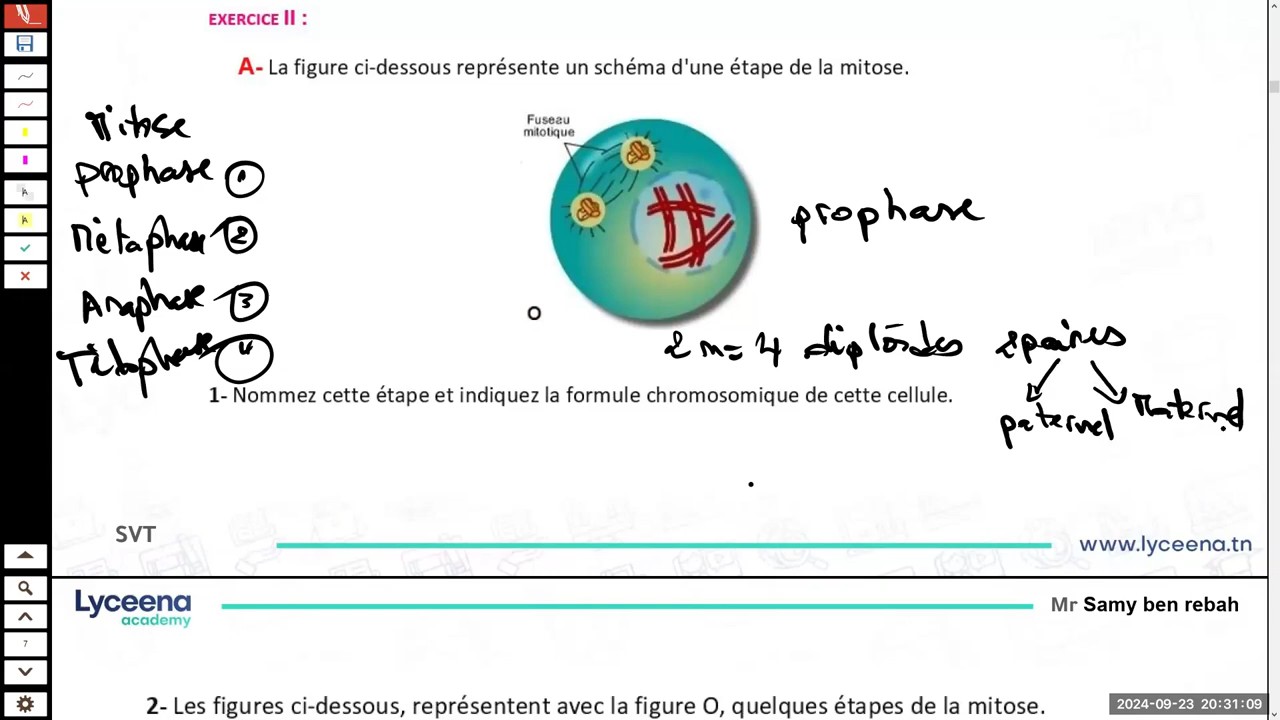 EXERCICE II :
A- La figure ci-dessous représente un schéma d'une étape de la mitose.
Fuseau
mitotique
Mitose
prophase 1
Métaphase 2
Anaphase 3
Télophase 4
prophase
O
2n=4 diploïdes 2 paires
paternel Maternel
1- Nommez cette étape et indiquez la formule chromosomique de cette cellule.
SVT
www.lyceena.tn
Lyceena
academy
Mr Samy ben rebah
7
2- Les figures ci-dessous, représentent avec la figure O, quelques étapes de la mitose.
2024-09-23 20:31:09